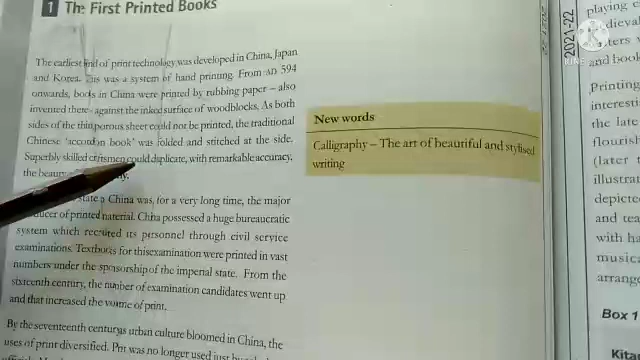 1 The First Printed Books
The earliest kind of print technology was developed in China, Japan
and Korea. This was a system of hand printing. From AD 594
onwards, books in China were printed by rubbing paper – also
invented there – against the inked surface of woodblocks. As both
sides of the thin, porous sheet could not be printed, the traditional
Chinese 'accordion book' was folded and stitched at the side.
Superbly skilled craftsmen could duplicate, with remarkable accuracy,
the beauty
state in China was, for a very long time, the major
of printed material. China possessed a huge bureaucratic
system which recruited its personnel through civil service
examinations. Textbooks for this examination were printed in vast
numbers under the sponsorship of the imperial state. From the
sixteenth century, the number of examination candidates went up
and that increased the volume of print.
By the seventeenth century, as urban culture bloomed in China, the
uses of print diversified. Print was no longer used just
New words
Calligraphy – The art of beautiful and stylised
writing
2021-22
2021-22
playing
and book
Printing
interesti
the late
flourish
(later
illustrat
depicte
and tea
with ha
music
arrang
Box 1
Kita
KINE